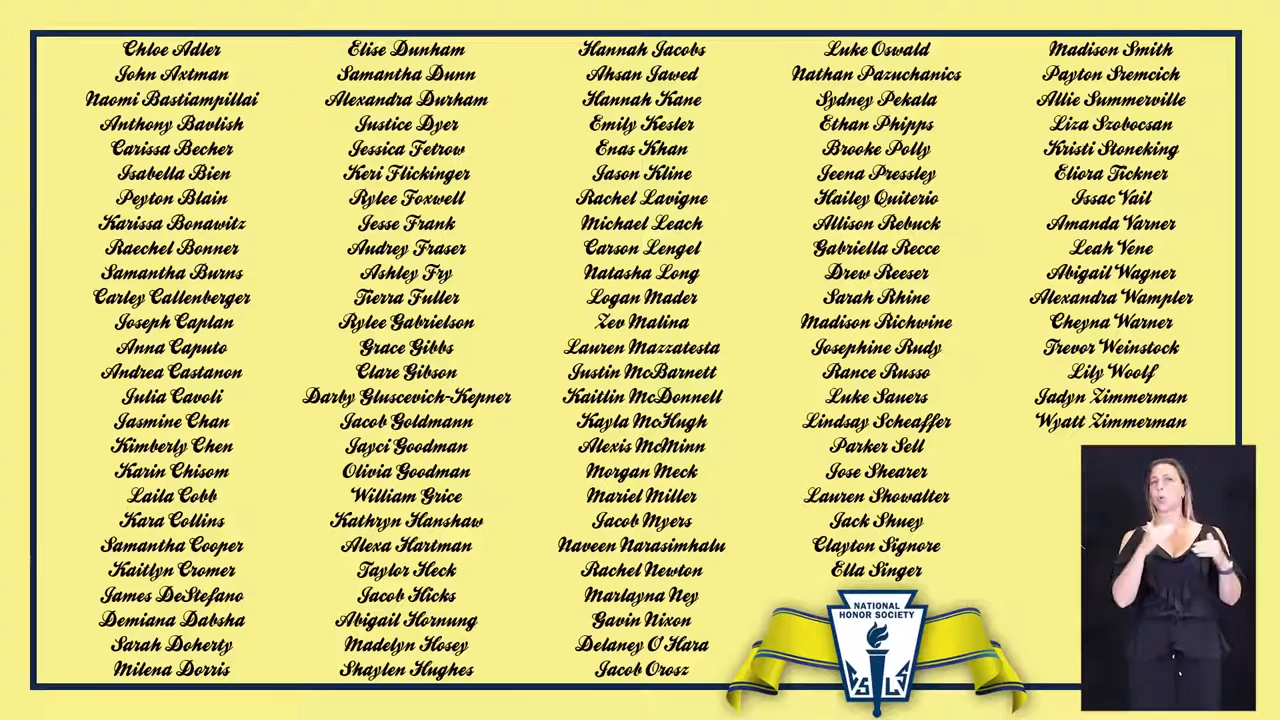 Chloe Adler
John Axtman
Naomi Bastiampillai
Anthony Bavlish
Carissa Becher
Isabella Bien
Peyton Blain
Karissa Bonawitz
Raechel Bonner
Samantha Burns
Carley Callenberger
Joseph Caplan
Anna Caputo
Andrea Castanon
Julia Cavoli
Jasmine Chan
Kimberly Chen
Karin Chisom
Laila Cobb
Kara Collins
Samantha Cooper
Kaitlyn Cromer
James DeStefano
Demiana Dabsha
Sarah Doherty
Milena Dorris
Elise Dunham
Samantha Dunn
Alexandra Durham
Justice Dyer
Jessica Fetrow
Keri Flickinger
Rylee Foxwell
Jesse Frank
Audrey Fraser
Ashley Fry
Tierra Fuller
Rylee Gabrielson
Grace Gibbs
Clare Gibson
Darby Gluscevich-Kepner
Jacob Goldmann
Jayci Goodman
Olivia Goodman
William Grice
Kathryn Hanshaw
Alexa Hartman
Taylor Heck
Jacob Hicks
Abigail Hornung
Madelyn Hosey
Shaylen Hughes
Hannah Jacobs
Ahsan Jawed
Hannah Kane
Emily Kesler
Enas Khan
Jason Kline
Rachel Lavigne
Michael Leach
Carson Lengel
Natasha Long
Logan Mader
Zev Malina
Lauren Mazzatesta
Justin McBarnett
Kaitlin McDonnell
Kayla McHugh
Alexis McMinn
Morgan Meck
Mariel Miller
Jacob Myers
Naveen Narasimhalu
Rachel Newton
Marlayna Ney
Gavin Nixon
Delaney O'Hara
Jacob Orosz
Luke Oswald
Nathan Pazuchanics
Sydney Pekala
Ethan Phipps
Brooke Polly
Jeena Pressley
Hailey Quiterio
Allison Rebuck
Gabriella Recce
Drew Reeser
Sarah Rhine
Madison Richwine
Josephine Rudy
Rance Russo
Luke Sauers
Lindsay Scheaffer
Parker Sell
Jose Shearer
Lauren Showalter
Jack Shuey
Clayton Signore
Ella Singer
Madison Smith
Payton Sremcich
Allie Summerville
Liza Szobocsan
Kristi Stoneking
Eliora Tickner
Issac Vail
Amanda Varner
Leah Vene
Abigail Wagner
Alexandra Wampler
Cheyna Warner
Trevor Weinstock
Lily Woolf
Jadyn Zimmerman
Wyatt Zimmerman
NATIONAL
HONOR SOCIETY
C S L S